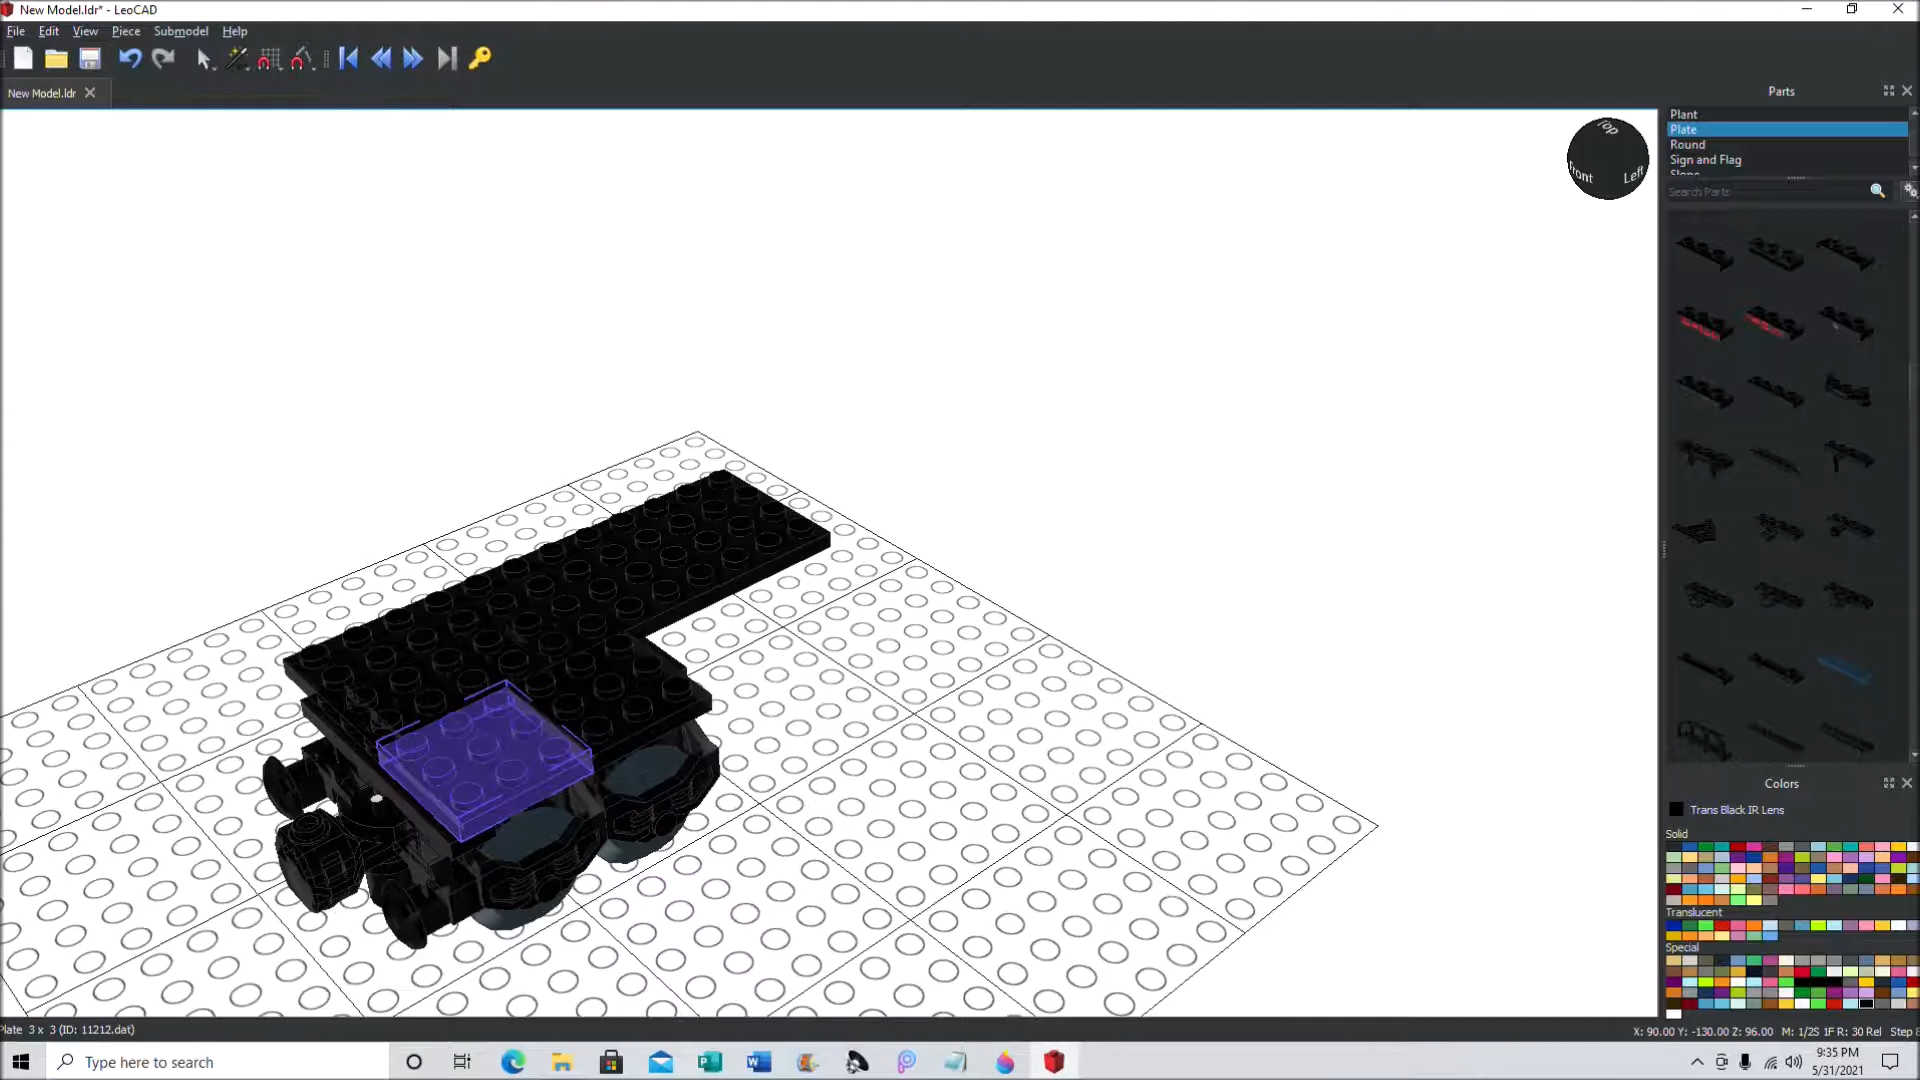 New Model.ldr* - LeoCAD
File Edit View Piece Submodel Help
New Model.ldr
Parts
Plant
Plate
Round
Sign and Flag
Slope
Search Parts
Top
Front
Left
Colors
Trans Black IR Lens
Solid
Translucent
Special
Plate 3 x 3 (ID: 11212.dat)
X: 90.00 Y: -130.00 Z: 96.00 M: 1/2S 1F R: 30 Rel Step
Type here to search
9:35 PM
5/31/2021